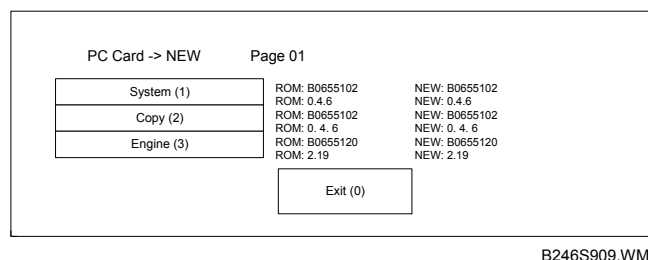 PC Card -> NEW Page 01
System (1) ROM: B0655102 NEW: B0655102
ROM: 0.4.6 NEW: 0.4.6
Copy (2) ROM: B0655102 NEW: B0655102
ROM: 0. 4. 6 NEW: 0. 4. 6
Engine (3) ROM: B0655120 NEW: B0655120
ROM: 2.19 NEW: 2.19
Exit (0)
B246S909.WM